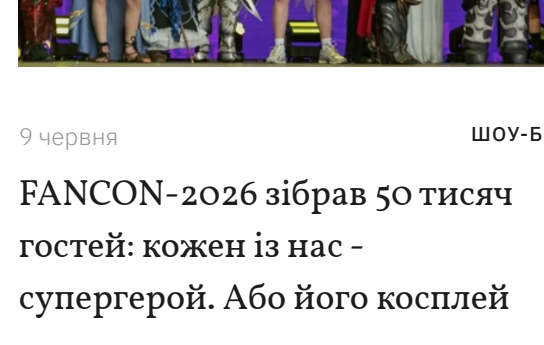 9 червня
ШОУ-Б
FANCON-2026 зібрав 50 тисяч
гостей: кожен із нас -
супергерой. Або його косплей